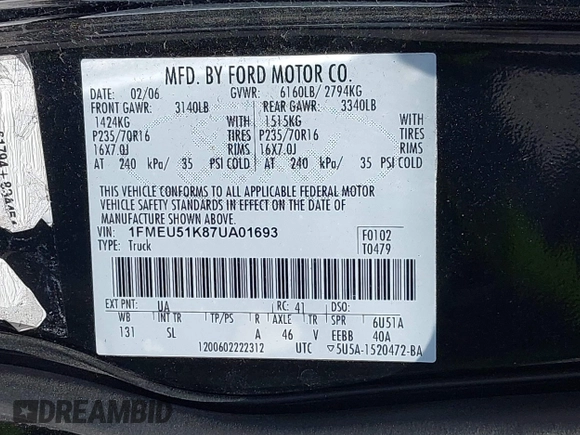 MFD. BY FORD MOTOR CO.
DATE: 02/06 GVWR: 6160LB/ 2794KG
FRONT GAWR: 3140LB REAR GAWR: 3340LB
1424KG WITH 1515KG WITH
P235/70R16 TIRES P235/70R16 TIRES
16X7.0J RIMS 16X7.0J RIMS
AT 240 kPa/ 35 PSI COLD AT 240 kPa/ 35 PSI COLD
THIS VEHICLE CONFORMS TO ALL APPLICABLE FEDERAL MOTOR
VEHICLE SAFETY STANDARDS IN EFFECT ON THE DATE OF
MANUFACTURE SHOWN ABOVE.
VIN: 1FMEU51K87UA01693 F0102
TYPE: Truck T0479
EXT PNT: UA RC: 41 DSO:
WB INT TR TP/PS R AXLE TR SPR 6U51A
131 SL A 46 V EEBB 40A
1200602222312 UTC 5U5A-1520472-BA
DREAMBID